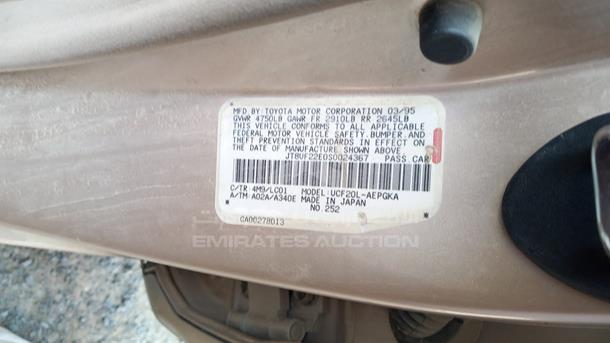 MFD BY:TOYOTA MOTOR CORPORATION 03/95
GVWR 4750LB GAWR FR 2910LB RR 2645LB
THIS VEHICLE CONFORMS TO ALL APPLICABLE
FEDERAL MOTOR VEHICLE SAFETY,BUMPER,AND
THEFT PREVENTION STANDARDS IN EFFECT ON
THE DATE OF MANUFACTURE SHOWN ABOVE.
JT8UF22E0S0024367 PASS.CAR
C/TR 4M9/LC01 MODEL:UCF20L-AEPGKA
A/TM A02A/A340E MADE IN JAPAN
NO.252
CA00278013
EMIRATES AUCTION